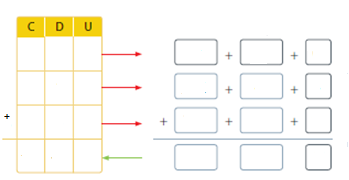 C D U
+ +
+ +
+ + + +